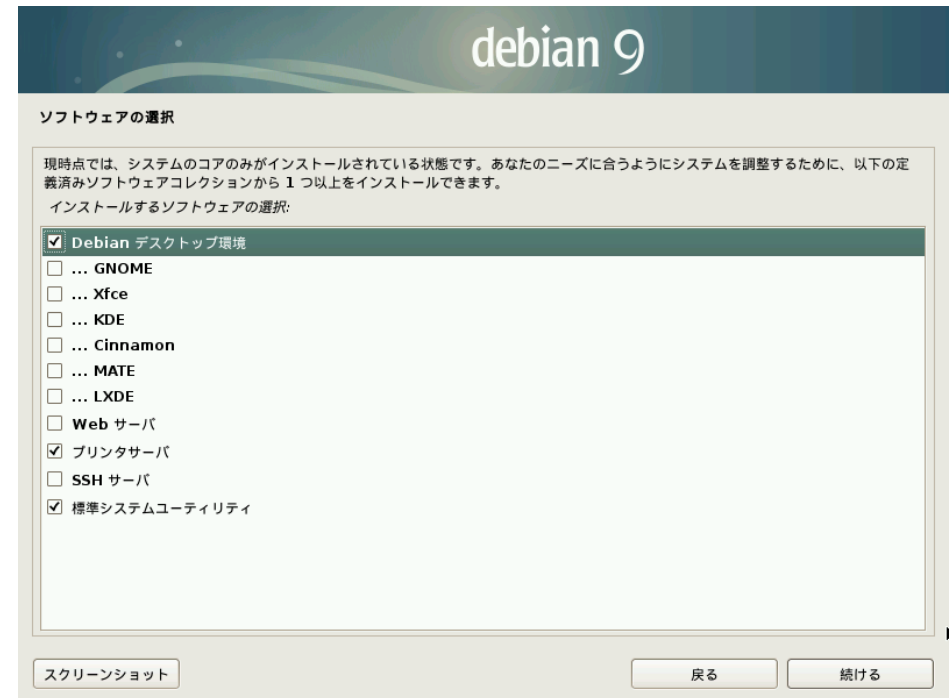 debian 9
ソフトウェアの選択
現時点では、システムのコアのみがインストールされている状態です。あなたのニーズに合うようにシステムを調整するために、以下の定
義済みソフトウェアコレクションから 1 つ以上をインストールできます。
インストールするソフトウェアの選択:
Debian デスクトップ環境
... GNOME
... Xfce
... KDE
... Cinnamon
... MATE
... LXDE
Web サーバ
プリンタサーバ
SSH サーバ
標準システムユーティリティ
スクリーンショット
戻る
続ける